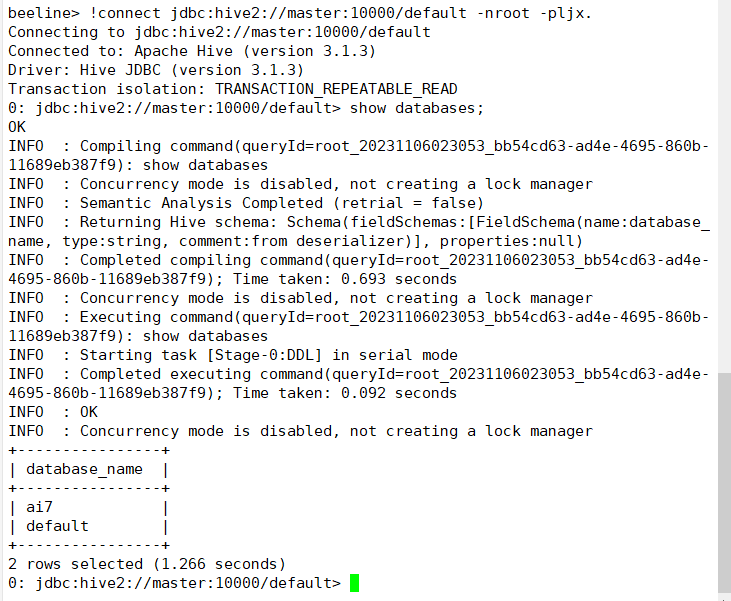 beeline> !connect jdbc:hive2://master:10000/default -nroot -pljx.
Connecting to jdbc:hive2://master:10000/default
Connected to: Apache Hive (version 3.1.3)
Driver: Hive JDBC (version 3.1.3)
Transaction isolation: TRANSACTION_REPEATABLE_READ
0: jdbc:hive2://master:10000/default> show databases;
OK
INFO  : Compiling command(queryId=root_20231106023053_bb54cd63-ad4e-4695-860b-
11689eb387f9): show databases
INFO  : Concurrency mode is disabled, not creating a lock manager
INFO  : Semantic Analysis Completed (retrial = false)
INFO  : Returning Hive schema: Schema(fieldSchemas:[FieldSchema(name:database_
name, type:string, comment:from deserializer)], properties:null)
INFO  : Completed compiling command(queryId=root_20231106023053_bb54cd63-ad4e-
4695-860b-11689eb387f9); Time taken: 0.693 seconds
INFO  : Concurrency mode is disabled, not creating a lock manager
INFO  : Executing command(queryId=root_20231106023053_bb54cd63-ad4e-4695-860b-
11689eb387f9): show databases
INFO  : Starting task [Stage-0:DDL] in serial mode
INFO  : Completed executing command(queryId=root_20231106023053_bb54cd63-ad4e-
4695-860b-11689eb387f9); Time taken: 0.092 seconds
INFO  : OK
INFO  : Concurrency mode is disabled, not creating a lock manager
+----------------+
| database_name  |
+----------------+
| ai7            |
| default        |
+----------------+
2 rows selected (1.266 seconds)
0: jdbc:hive2://master:10000/default>